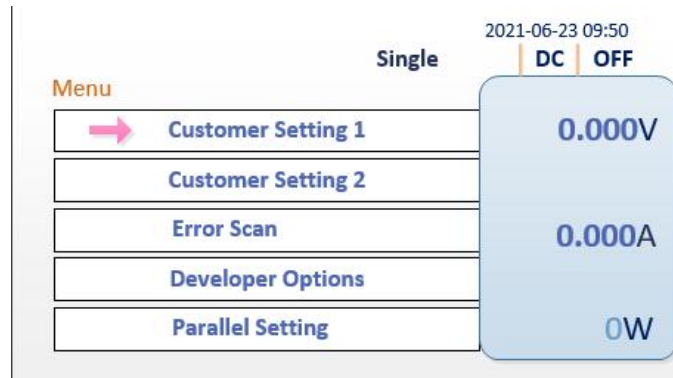 2021-06-23 09:50
Single DC OFF
Menu
Customer Setting 1
0.000V
Customer Setting 2
Error Scan
0.000A
Developer Options
Parallel Setting
0W